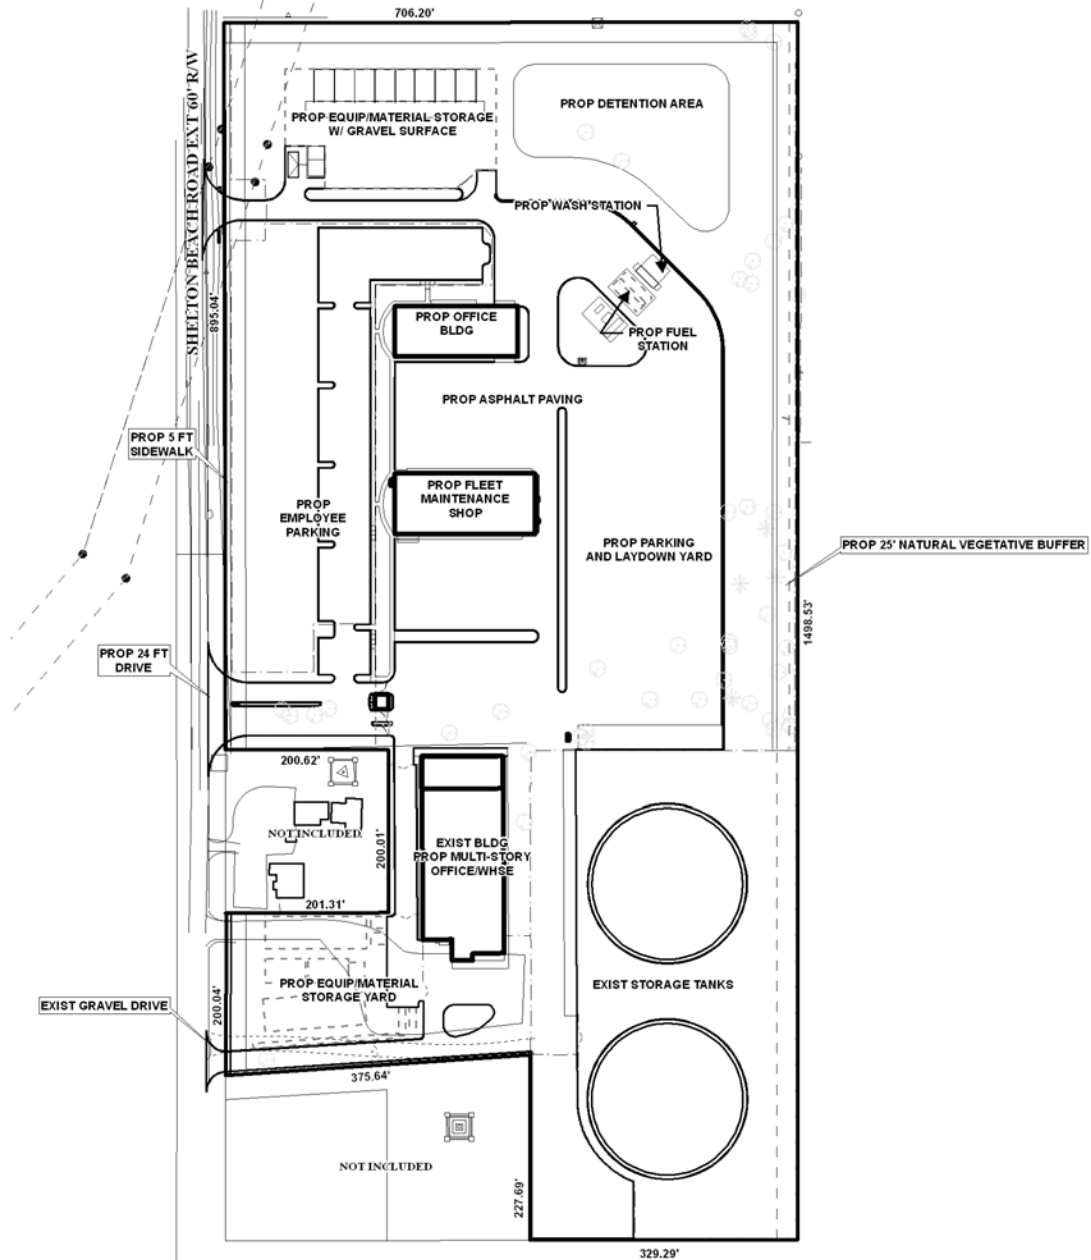 706.20'
SHELTON BEACH ROAD EXT 60' R/W
PROP DETENTION AREA
PROP EQUIP/MATERIAL STORAGE
W/ GRAVEL SURFACE
PROP WASH STATION
895.04'
PROP OFFICE
BLDG
PROP FUEL
STATION
PROP ASPHALT PAVING
PROP 5 FT
SIDEWALK
PROP FLEET
MAINTENANCE
SHOP
PROP
EMPLOYEE
PARKING
PROP PARKING
AND LAYDOWN YARD
PROP 25' NATURAL VEGETATIVE BUFFER
1498.53'
PROP 24 FT
DRIVE
200.62'
NOT INCLUDED
200.01'
EXIST BLDG
PROP MULTI-STORY
OFFICE/WHSE
201.31'
PROP EQUIP/MATERIAL
STORAGE YARD
EXIST STORAGE TANKS
EXIST GRAVEL DRIVE
200.04'
375.64'
NOT INCLUDED
227.69'
329.29'